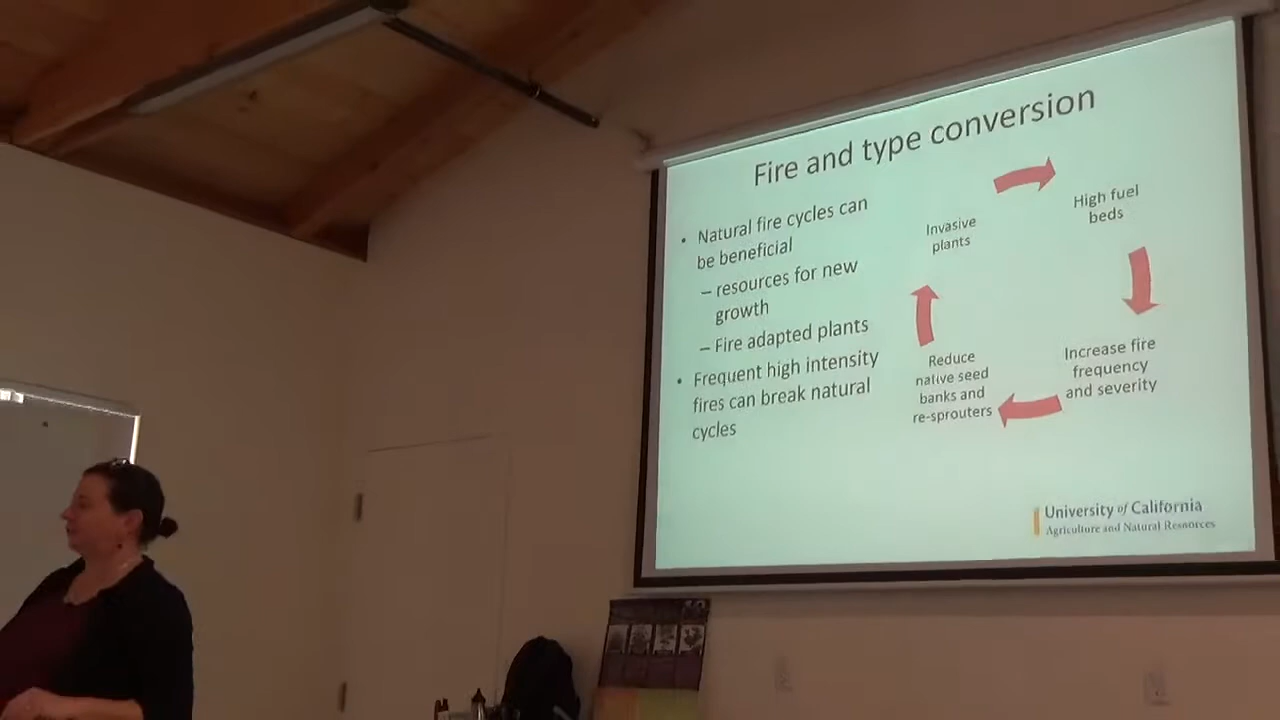 Fire and type conversion
• Natural fire cycles can
be beneficial
– resources for new
growth
– Fire adapted plants
• Frequent high intensity
fires can break natural
cycles
Invasive
plants
High fuel
beds
Increase fire
frequency
and severity
Reduce
native seed
banks and
re-sprouters
University of California
Agriculture and Natural Resources